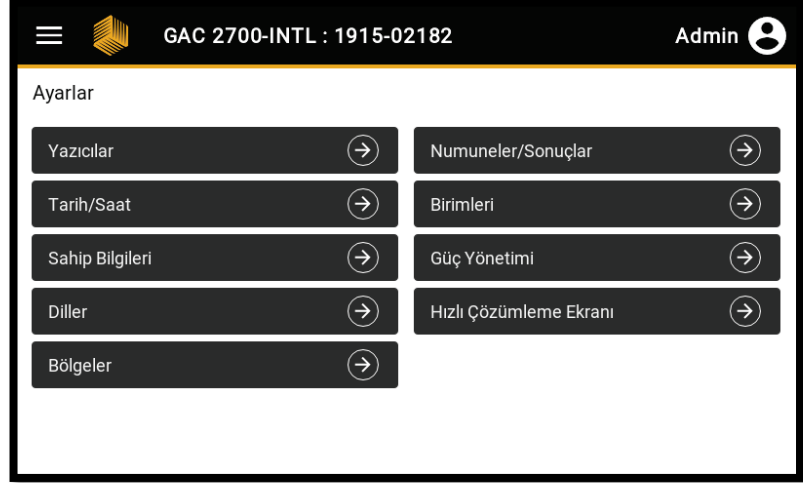 GAC 2700-INTL : 1915-02182 Admin
Ayarlar
Yazıcılar
Numuneler/Sonuçlar
Tarih/Saat
Birimleri
Sahip Bilgileri
Güç Yönetimi
Diller
Hızlı Çözümleme Ekranı
Bölgeler